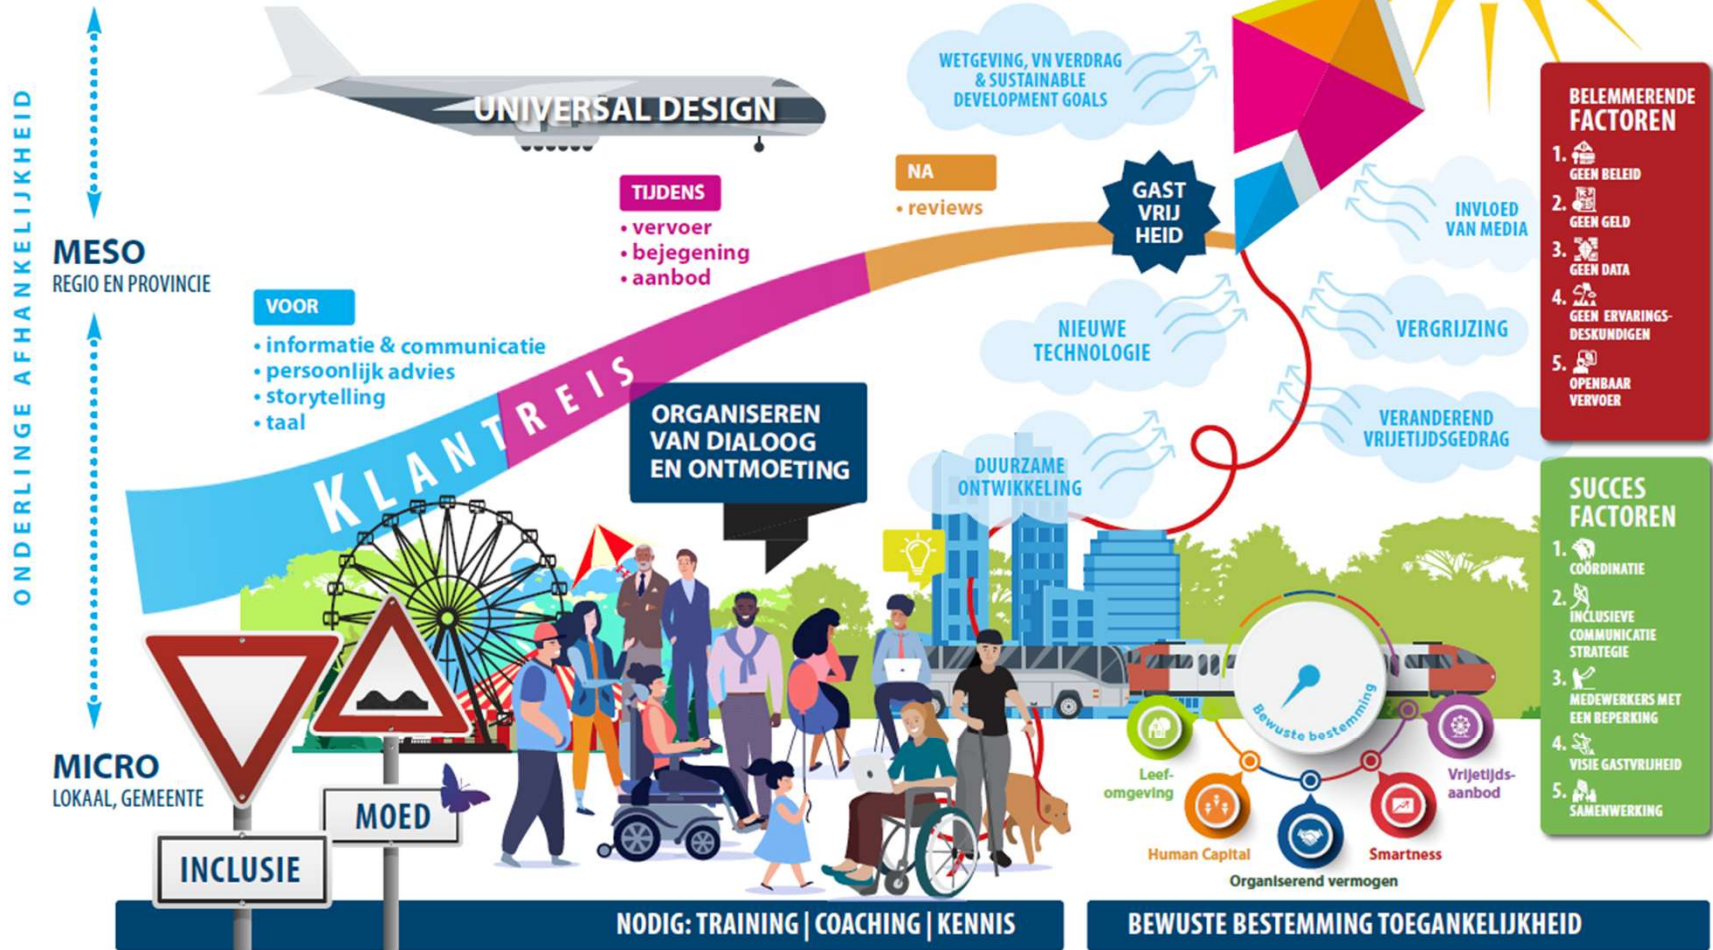 ONDERLINGE AFHANKELIJKHEID
MESO
REGIO EN PROVINCIE
MICRO
LOKAAL, GEMEENTE
UNIVERSAL DESIGN
VOOR
• informatie & communicatie
• persoonlijk advies
• storytelling
• taal
TIJDENS
• vervoer
• bejegening
• aanbod
NA
• reviews
KLANTREIS
GAST
VRIJ
HEID
WETGEVING, VN VERDRAG
& SUSTAINABLE
DEVELOPMENT GOALS
INVLOED
VAN MEDIA
NIEUWE
TECHNOLOGIE
VERGRIJZING
VERANDEREND
VRIJETIJDSGEDRAG
DUURZAME
ONTWIKKELING
ORGANISEREN
VAN DIALOOG
EN ONTMOETING
INCLUSIE
MOED
Bewuste bestemming
Leef-
omgeving
Human Capital
Organiserend vermogen
Smartness
Vrijetijds-
aanbod
BELEMMERENDE
FACTOREN
1.
GEEN BELEID
2.
GEEN GELD
3.
GEEN DATA
4.
GEEN ERVARINGS-
DESKUNDIGEN
5.
OPENBAAR
VERVOER
SUCCES
FACTOREN
1.
COÖRDINATIE
2.
INCLUSIEVE
COMMUNICATIE
STRATEGIE
3.
MEDEWERKERS MET
EEN BEPERKING
4.
VISIE GASTVRIJHEID
5.
SAMENWERKING
NODIG: TRAINING | COACHING | KENNIS
BEWUSTE BESTEMMING TOEGANKELIJKHEID